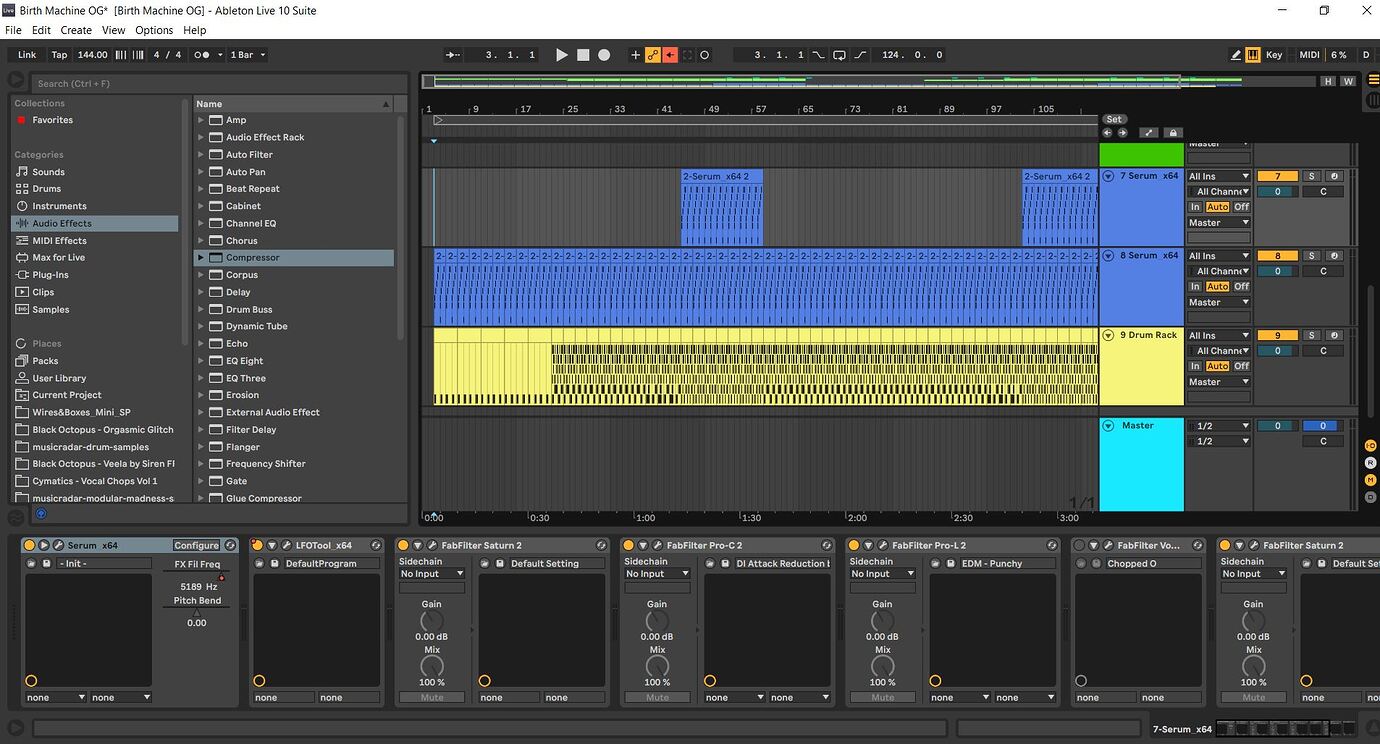 Birth Machine OG* [Birth Machine OG] - Ableton Live 10 Suite
File Edit Create View Options Help
Link Tap 144.00 4 / 4 1 Bar 3. 1. 1 3. 1. 1 124. 0. 0 Key MIDI 6 % D
Search (Ctrl + F)
H W
Collections
Favorites
Categories
Sounds
Drums
Instruments
Audio Effects
MIDI Effects
Max for Live
Plug-Ins
Clips
Samples
Places
Packs
User Library
Current Project
Wires&Boxes_Mini_SP
Black Octopus - Orgasmic Glitch
musicradar-drum-samples
Black Octopus - Veela by Siren Fl
Cymatics - Vocal Chops Vol 1
musicradar-modular-madness-s
Name
Amp
Audio Effect Rack
Auto Filter
Auto Pan
Beat Repeat
Cabinet
Channel EQ
Chorus
Compressor
Corpus
Delay
Drum Buss
Dynamic Tube
Echo
EQ Eight
EQ Three
Erosion
External Audio Effect
Filter Delay
Flanger
Frequency Shifter
Gate
Glue Compressor
1 9 17 25 33 41 49 57 65 73 81 89 97 105
Set
Master
2-Serum_x64 2 2-Serum_x64 2 7 Serum_x64 All Ins 7 S
All Channe 0 C
In Auto Off
Master
8 Serum_x64 All Ins 8 S
All Channe 0 C
In Auto Off
Master
9 Drum Rack All Ins 9 S
All Channe 0 C
In Auto Off
Master
Master 1/2 0 0
1/2 C
1/1
0:00 0:30 1:00 1:30 2:00 2:30 3:00
Serum_x64 Configure
- Init - FX Fil Freq
5189 Hz
Pitch Bend
0.00
none none
LFOTool_x64
DefaultProgram
none none
FabFilter Saturn 2
Sidechain
No Input Default Setting
Gain
0.00 dB
Mix
100 %
Mute none none
FabFilter Pro-C 2
Sidechain
No Input DI Attack Reduction b
Gain
0.00 dB
Mix
100 %
Mute none none
FabFilter Pro-L 2
Sidechain
No Input EDM - Punchy
Gain
0.00 dB
Mix
100 %
Mute none none
FabFilter Vo...
Chopped O
none none
FabFilter Saturn 2
Sidechain
No Input Default Se
Gain
0.00 dB
Mix
100 %
Mute none
7-Serum_x64